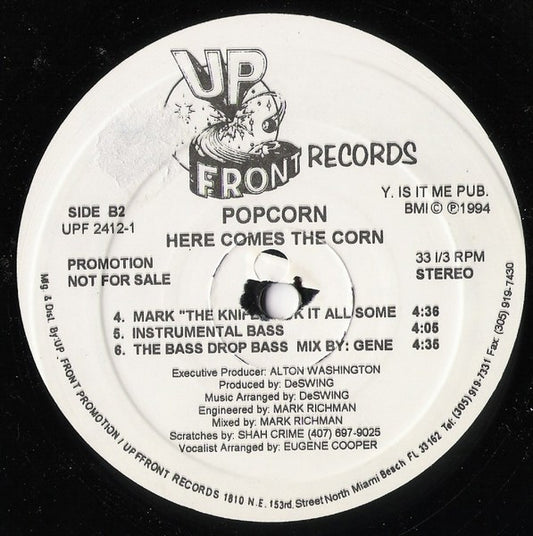 UP
FRONT RECORDS
Y. IS IT ME PUB.
BMI © ℗ 1994
SIDE B2
UPF 2412-1
POPCORN
HERE COMES THE CORN
PROMOTION
NOT FOR SALE
33 1/3 RPM
STEREO
4. MARK "THE IT ALL SOME 4:36
5. INSTRUMENTAL BASS 4:05
6. THE BASS DROP BASS MIX BY: GENE 4:35
Executive Producer: ALTON WASHINGTON
Produced by: DeSWING
Music Arranged by: DeSWING
Engineered by: MARK RICHMAN
Mixed by: MARK RICHMAN
Scratches by: SHAH CRIME (407) 697-9025
Vocalist Arranged by: EUGENE COOPER
Mfg. & Dist. By: UP FRONT PROMOTION / UPFFRONT RECORDS 1810 N.E. 153rd. Street North Miami Beach Fl. 33162 Tel: (305) 919-7331 Fax: (305) 919-7430